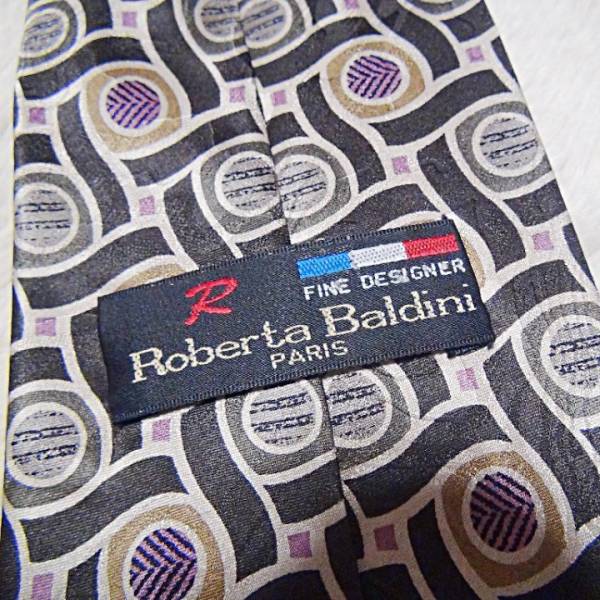 R
FINE DESIGNER
Roberta Baldini
PARIS